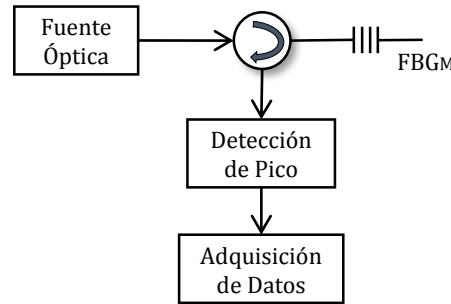 Fuente
Óptica
FBGM
Detección
de Pico
Adquisición
de Datos